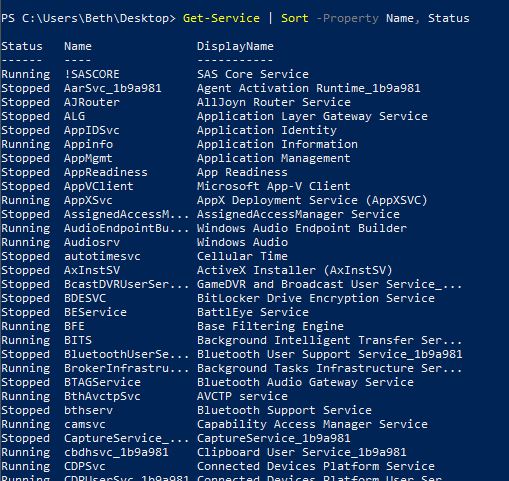 PS C:\Users\Beth\Desktop> Get-Service | Sort -Property Name, Status
Status Name DisplayName
------ ---- -----------
Running !SASCORE SAS Core Service
Stopped AarSvc_1b9a981 Agent Activation Runtime_1b9a981
Stopped AJRouter AllJoyn Router Service
Stopped ALG Application Layer Gateway Service
Stopped AppIDSvc Application Identity
Running Appinfo Application Information
Stopped AppMgmt Application Management
Stopped AppReadiness App Readiness
Stopped AppVClient Microsoft App-V Client
Running AppXSvc AppX Deployment Service (AppXSVC)
Stopped AssignedAccessM... AssignedAccessManager Service
Running AudioEndpointBu... Windows Audio Endpoint Builder
Running Audiosrv Windows Audio
Stopped autotimesvc Cellular Time
Stopped AxInstSV ActiveX Installer (AxInstSV)
Stopped BcastDVRUserSer... GameDVR and Broadcast User Service_...
Stopped BDESVC BitLocker Drive Encryption Service
Stopped BEService BattlEye Service
Running BFE Base Filtering Engine
Running BITS Background Intelligent Transfer Ser...
Stopped BluetoothUserSe... Bluetooth User Support Service_1b9a981
Running BrokerInfrastru... Background Tasks Infrastructure Ser...
Stopped BTAGService Bluetooth Audio Gateway Service
Running BthAvctpSvc AVCTP service
Stopped bthserv Bluetooth Support Service
Running camsvc Capability Access Manager Service
Stopped CaptureService_... CaptureService_1b9a981
Running cbdhsvc_1b9a981 Clipboard User Service_1b9a981
Running CDPSvc Connected Devices Platform Service
Running CDPUserSvc_1b9a981 Connected Devices Platform User Ser